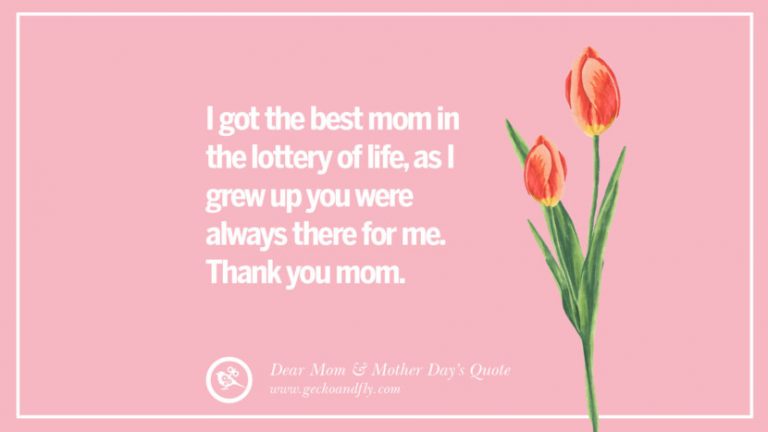 I got the best mom in
the lottery of life, as I
grew up you were
always there for me.
Thank you mom.
Dear Mom & Mother Day's Quote
www.geckoandfly.com